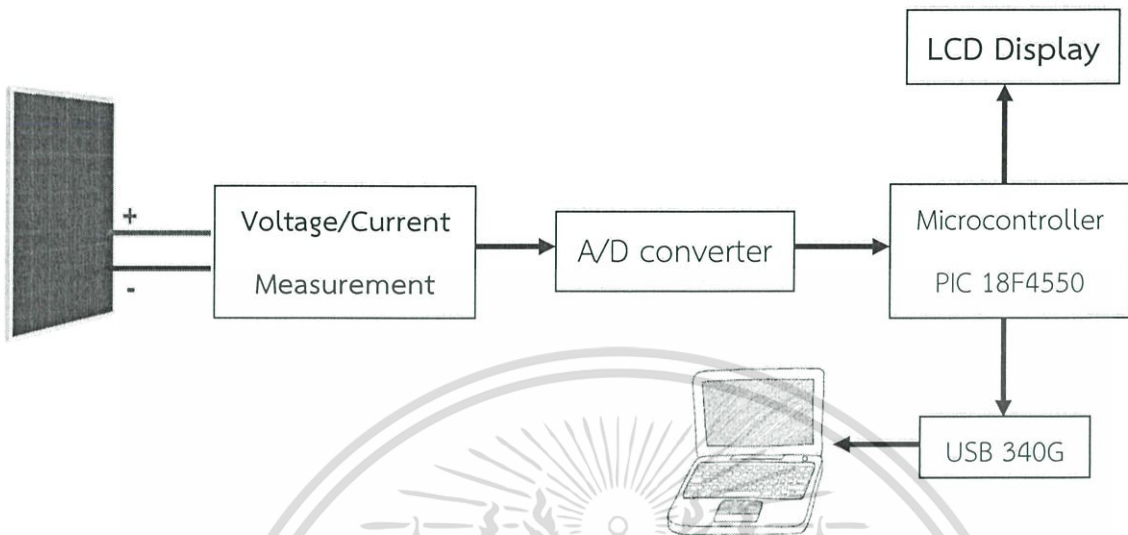 LCD Display
+
-
Voltage/Current
Measurement
A/D converter
Microcontroller
PIC 18F4550
USB 340G